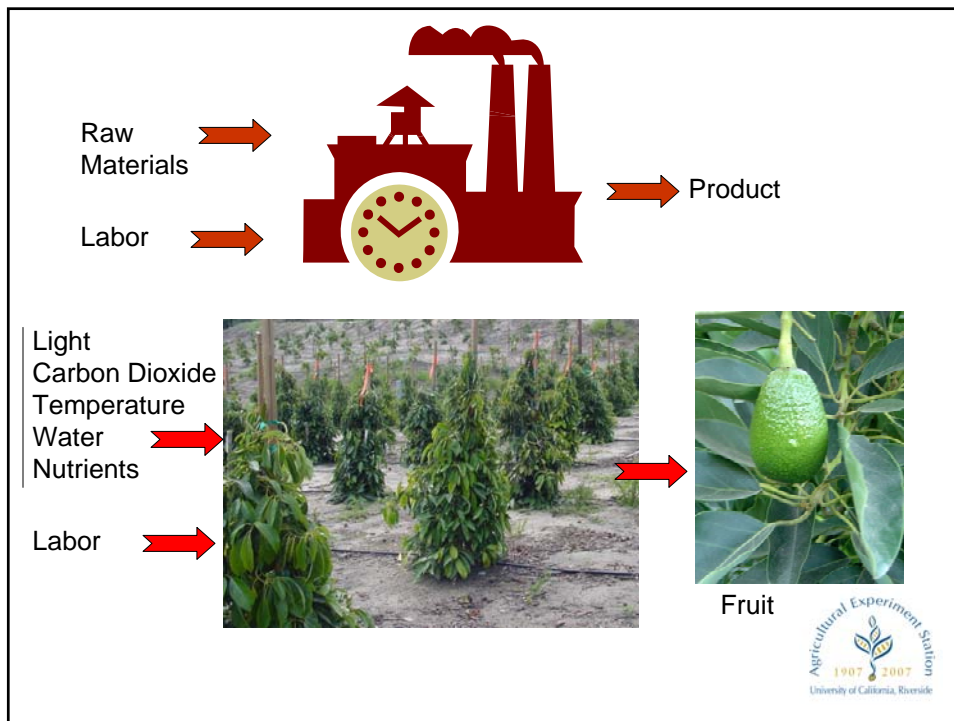 Raw
Materials
Labor
Product
Light
Carbon Dioxide
Temperature
Water
Nutrients
Labor
Fruit
Agricultural Experiment Station
1907 2007
University of California, Riverside